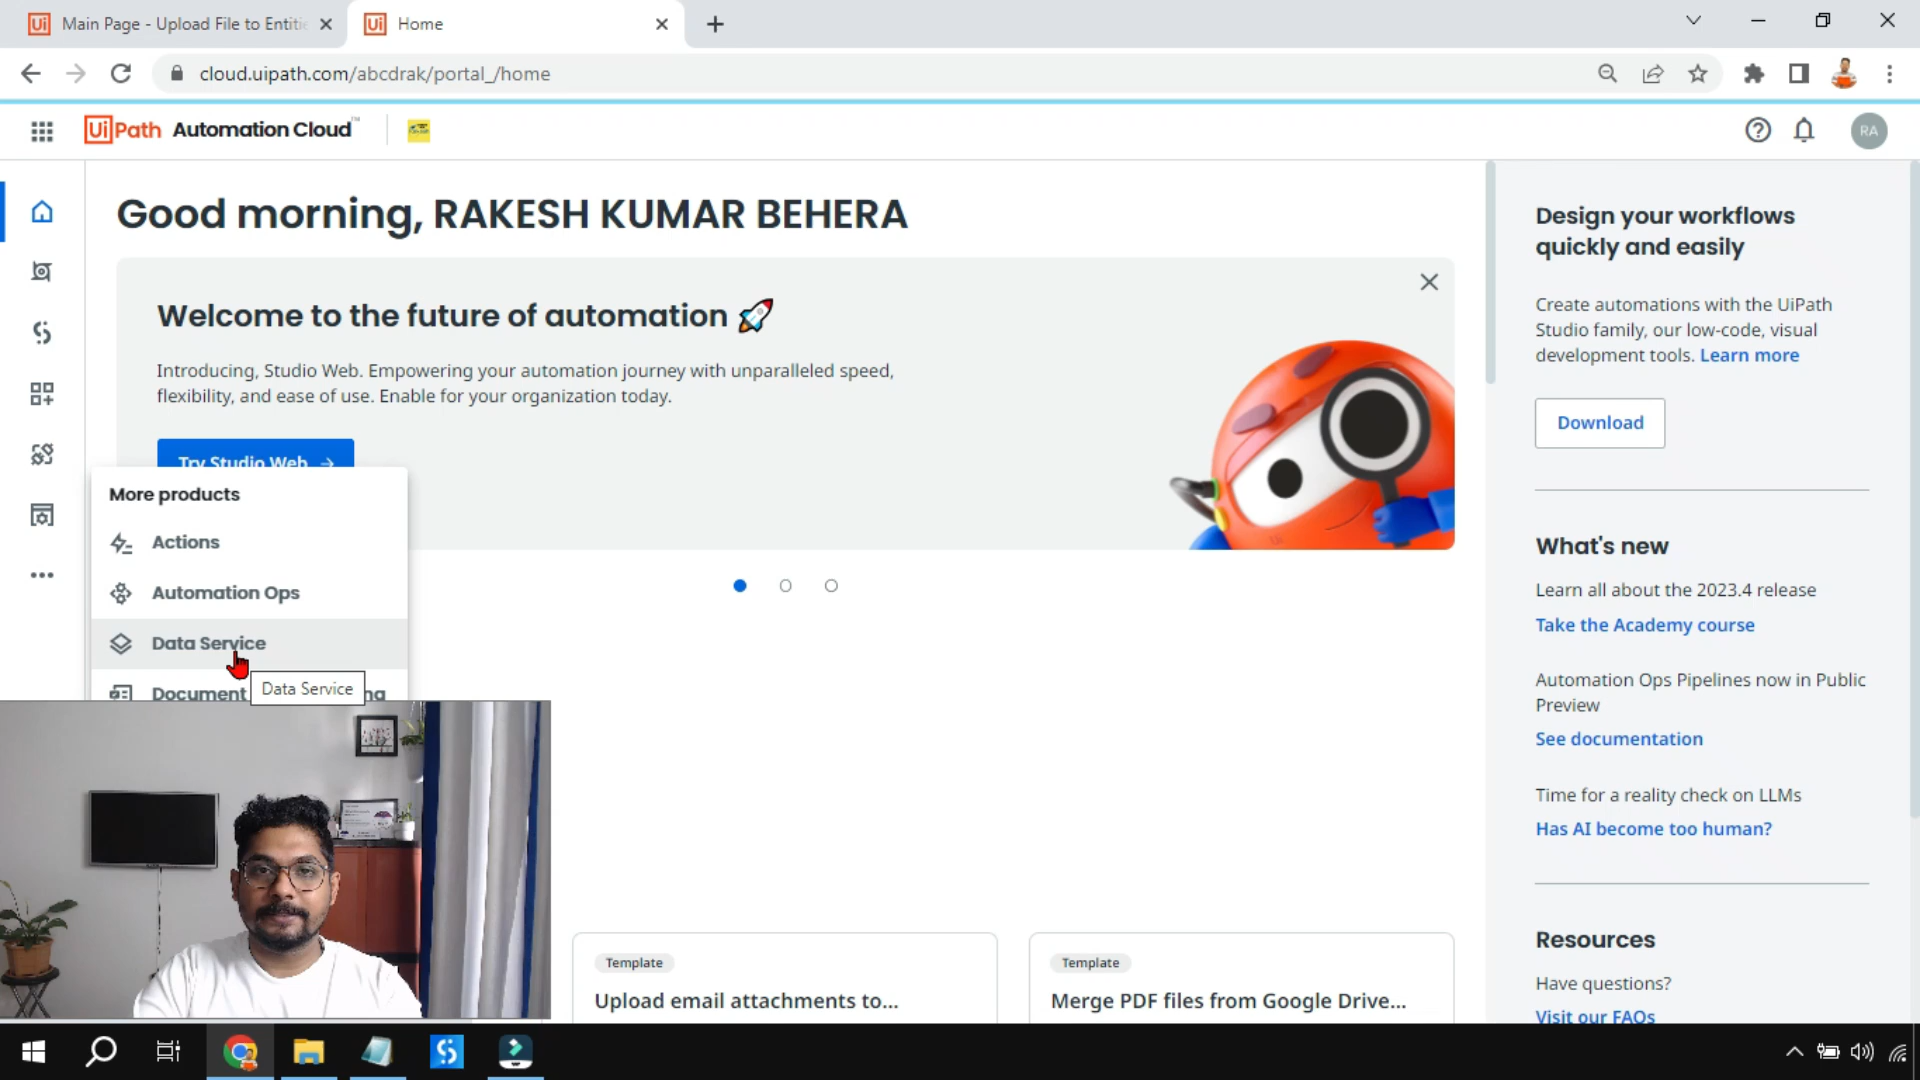 Main Page - Upload File to Entitie
Home
cloud.uipath.com/abcdrak/portal_/home
UiPath Automation Cloud™
RA
Good morning, RAKESH KUMAR BEHERA
Welcome to the future of automation 🚀
Introducing, Studio Web. Empowering your automation journey with unparalleled speed,
flexibility, and ease of use. Enable for your organization today.
Try Studio Web →
More products
Actions
Automation Ops
Data Service
Data Service
Document
ng
Template
Upload email attachments to...
Template
Merge PDF files from Google Drive...
Design your workflows
quickly and easily
Create automations with the UiPath
Studio family, our low-code, visual
development tools. Learn more
Download
What's new
Learn all about the 2023.4 release
Take the Academy course
Automation Ops Pipelines now in Public
Preview
See documentation
Time for a reality check on LLMs
Has AI become too human?
Resources
Have questions?
Visit our FAQs